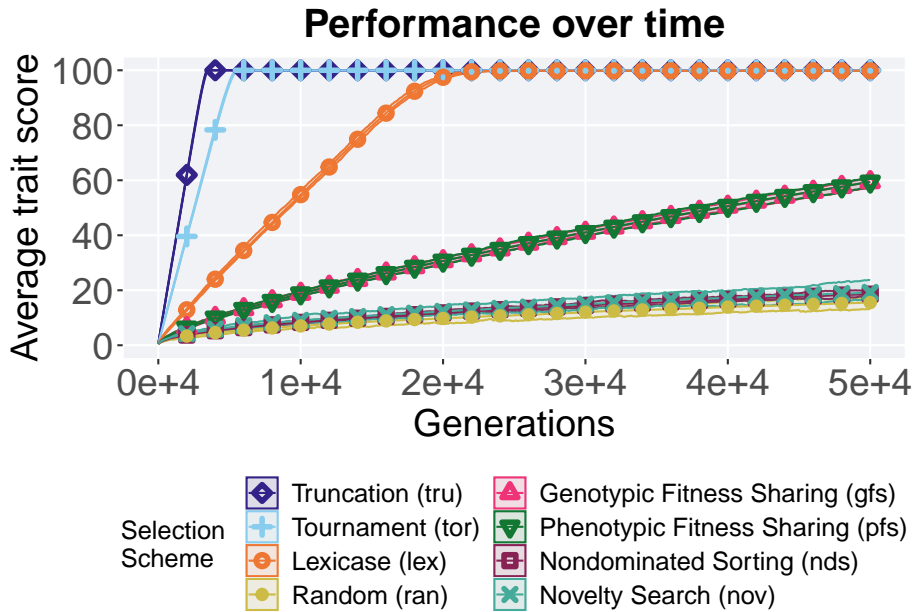 Performance over time
Average trait score
100
80
60
40
20
0
0e+4
1e+4
2e+4
3e+4
4e+4
5e+4
Generations
Selection
Scheme
Truncation (tru)
Tournament (tor)
Lexicase (lex)
Random (ran)
Genotypic Fitness Sharing (gfs)
Phenotypic Fitness Sharing (pfs)
Nondominated Sorting (nds)
Novelty Search (nov)